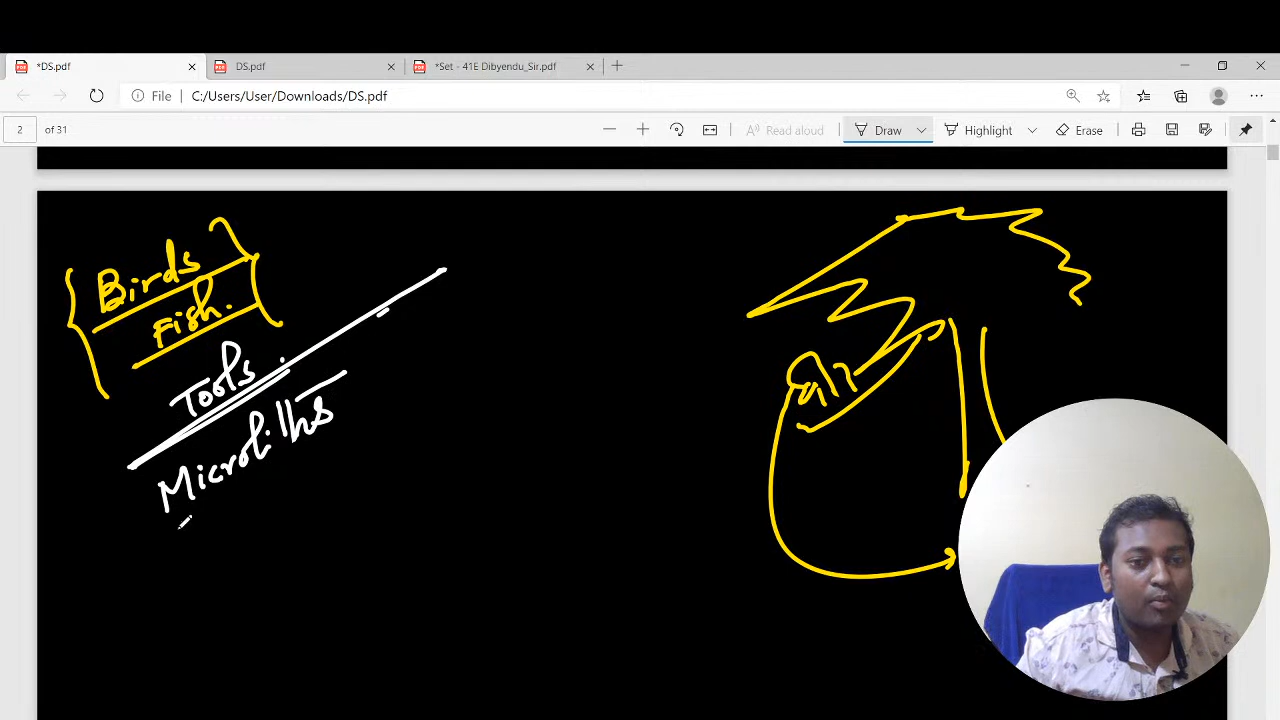 *DS.pdf
DS.pdf
*Set - 41E Dibyendu_Sir.pdf
File
C:/Users/User/Downloads/DS.pdf
2 of 31
Read aloud
Draw
Highlight
Erase
Birds
Fish.
Tools
Microliths